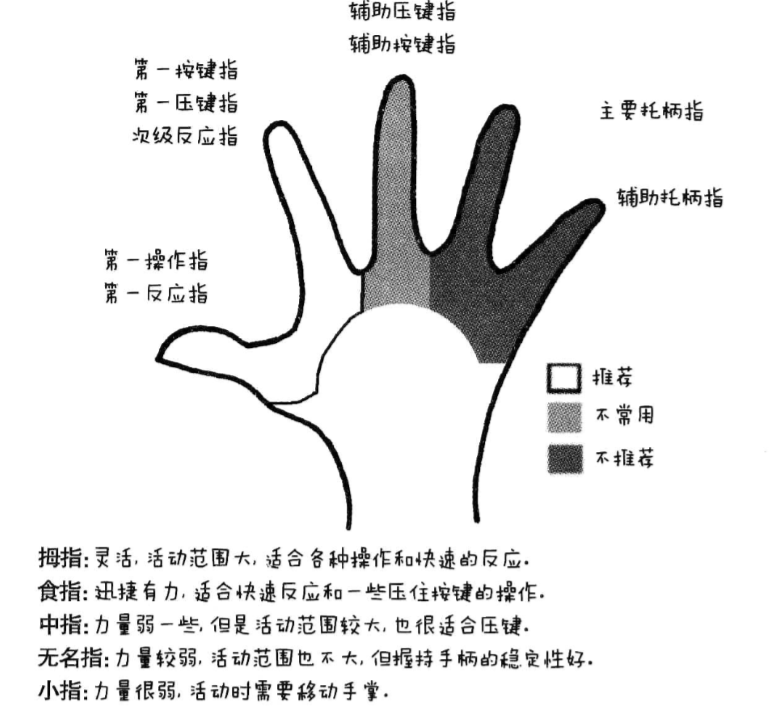 辅助压键指
辅助按键指
第一按键指
第一压键指
次级反应指
主要托柄指
辅助托柄指
第一操作指
第一反应指
推荐
不常用
不推荐
拇指:灵活,活动范围大,适合各种操作和快速的反应.
食指:迅捷有力,适合快速反应和一些压住按键的操作.
中指:力量弱一些,但是活动范围较大,也很适合压键.
无名指:力量较弱,活动范围也不大,但握持手柄的稳定性好.
小指:力量很弱,活动时需要移动手掌.